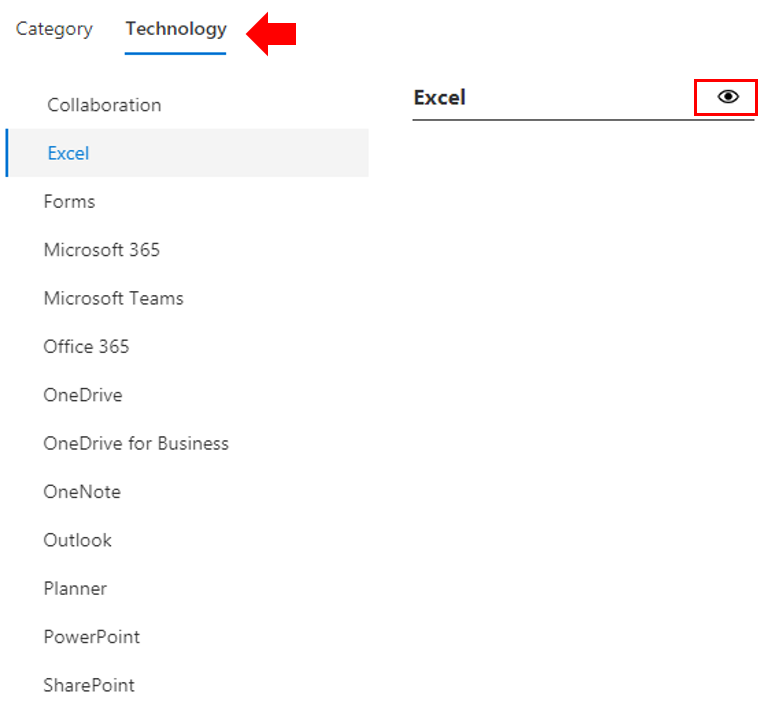 Category Technology
Collaboration
Excel
Forms
Microsoft 365
Microsoft Teams
Office 365
OneDrive
OneDrive for Business
OneNote
Outlook
Planner
PowerPoint
SharePoint
Excel